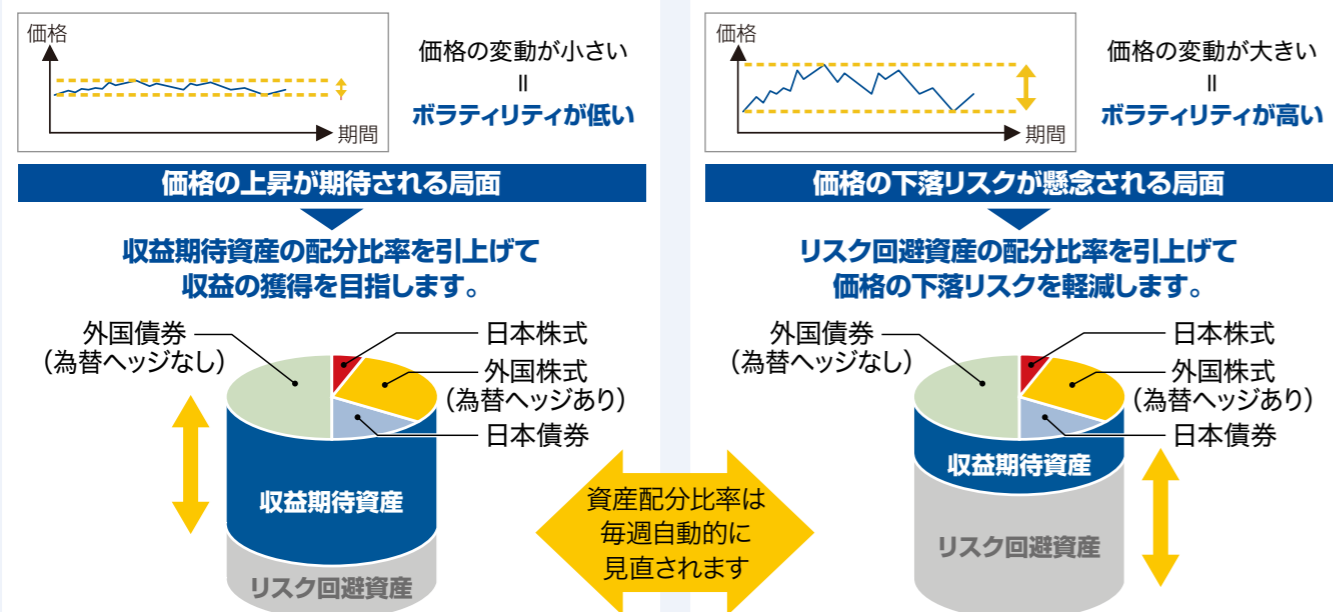 価格
期間
価格の変動が小さい
॥
ボラティリティが低い
価格の上昇が期待される局面
収益期待資産の配分比率を引上げて
収益の獲得を目指します。
外国債券
(為替ヘッジなし)
日本株式
外国株式
(為替ヘッジあり)
日本債券
収益期待資産
リスク回避資産
資産配分比率は
毎週自動的に
見直されます
価格
期間
価格の変動が大きい
॥
ボラティリティが高い
価格の下落リスクが懸念される局面
リスク回避資産の配分比率を引上げて
価格の下落リスクを軽減します。
外国債券
(為替ヘッジなし)
日本株式
外国株式
(為替ヘッジあり)
日本債券
収益期待資産
リスク回避資産